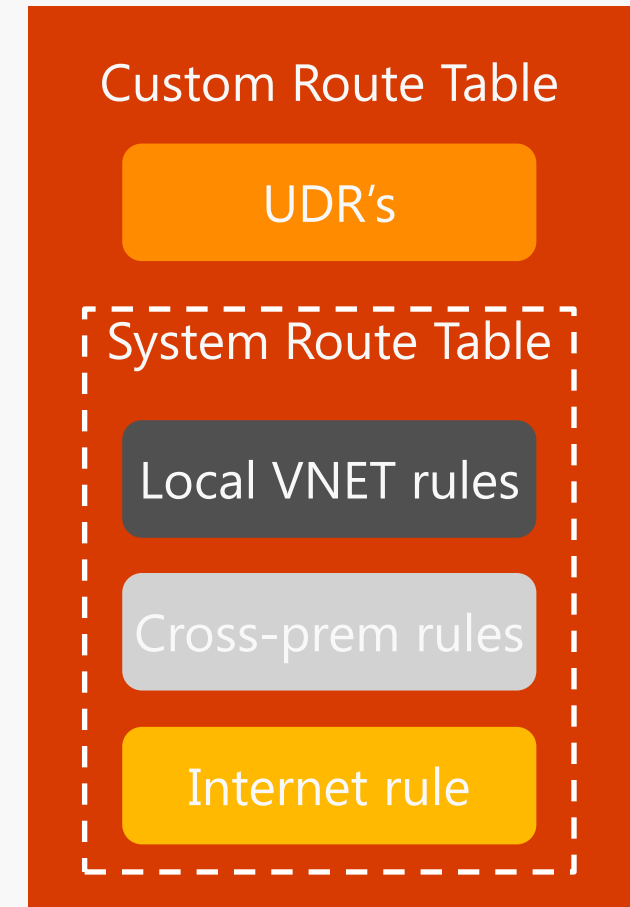 Custom Route Table
UDR’s
System Route Table
Local VNET rules
Cross-prem rules
Internet rule